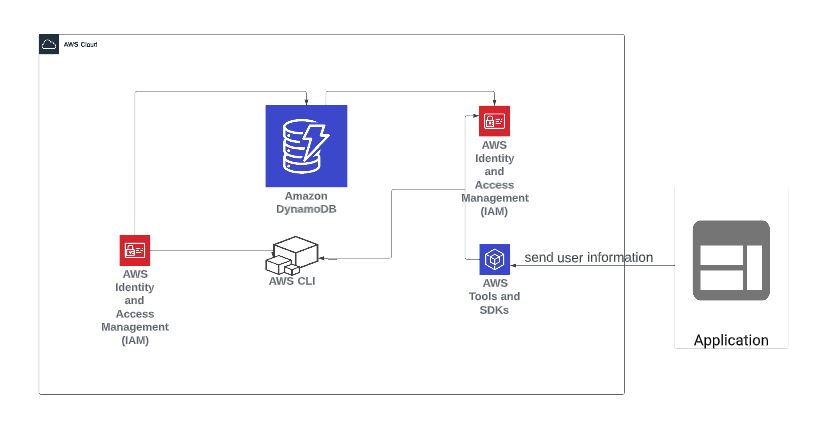 AWS Cloud
Amazon
DynamoDB
AWS
Identity
and
Access
Management
(IAM)
AWS
Identity
and
Access
Management
(IAM)
AWS CLI
AWS
Tools and
SDKs
send user information
Application